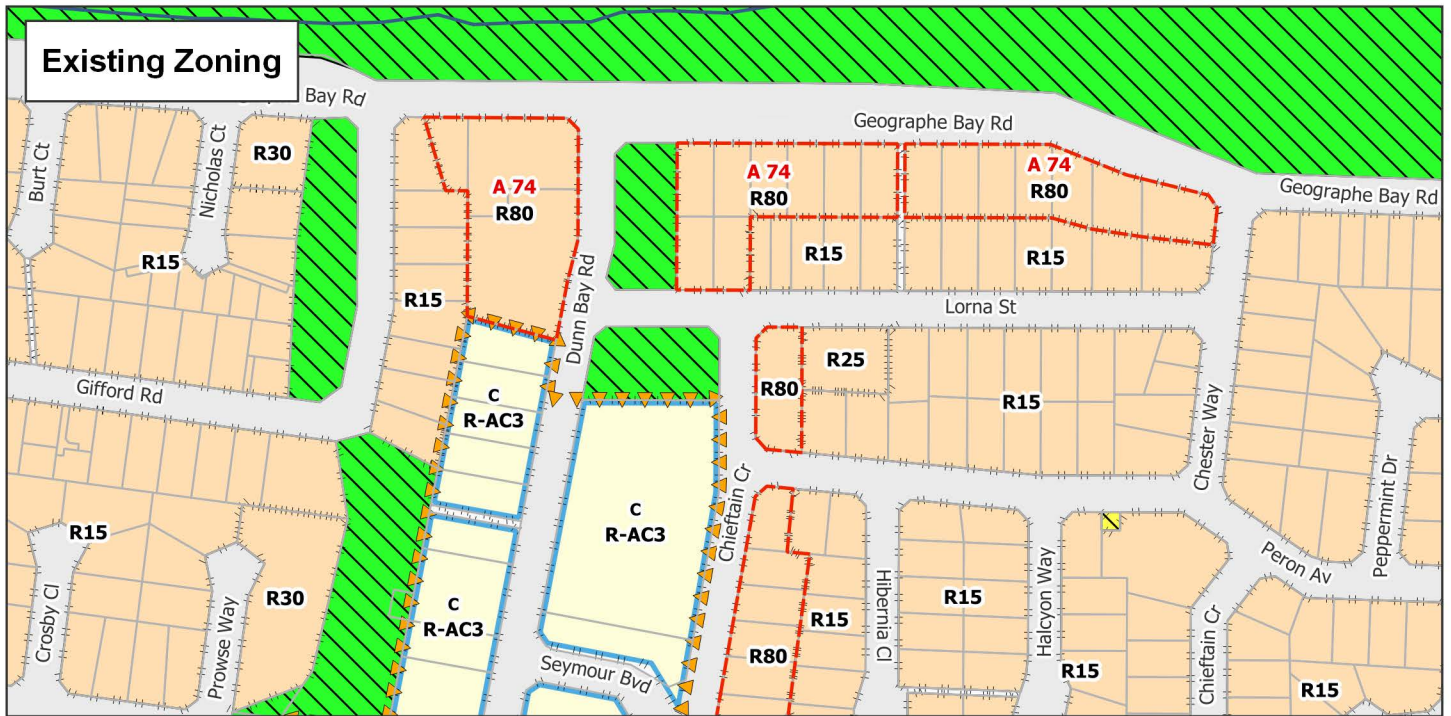 Existing Zoning
Bay Rd
Geographe Bay Rd
Geographe Bay Rd
Burt Ct
Nicholas Ct
R30
A 74
R80
A 74
R80
A 74
R80
R15
R15
R15
R15
Dunn Bay Rd
Lorna St
Gifford Rd
C
R-AC3
R80
R25
R15
Chester Way
Peppermint Dr
R15
R30
Crosby Cl
Prowse Way
C
R-AC3
C
R-AC3
Chieftain Cr
Seymour Bvd
R80
R15
Hibernia Cl
R15
Halcyon Way
R15
Peron Av
Chieftain Cr
R15